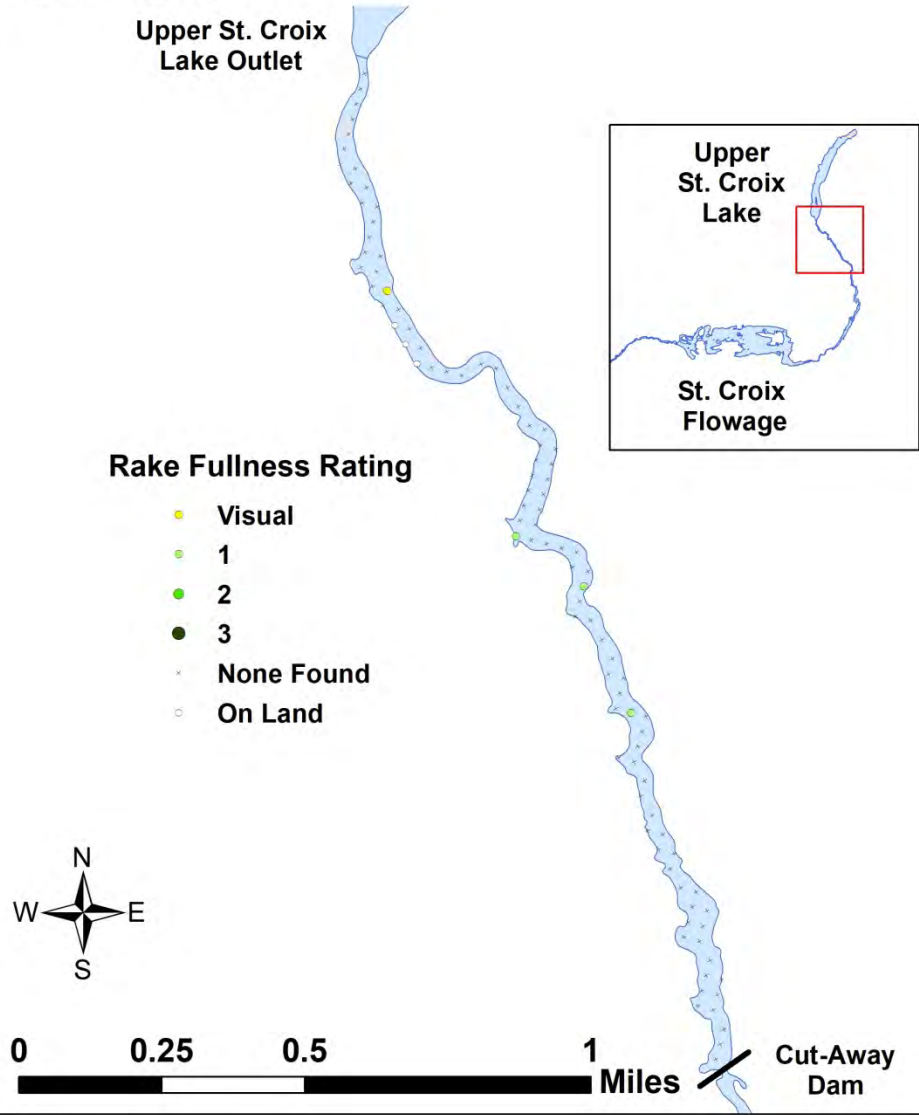 Upper St. Croix
Lake Outlet
Upper
St. Croix
Lake
St. Croix
Flowage
Rake Fullness Rating
Visual
1
2
3
None Found
On Land
N
W E
S
0 0.25 0.5 1
Miles
Cut-Away
Dam